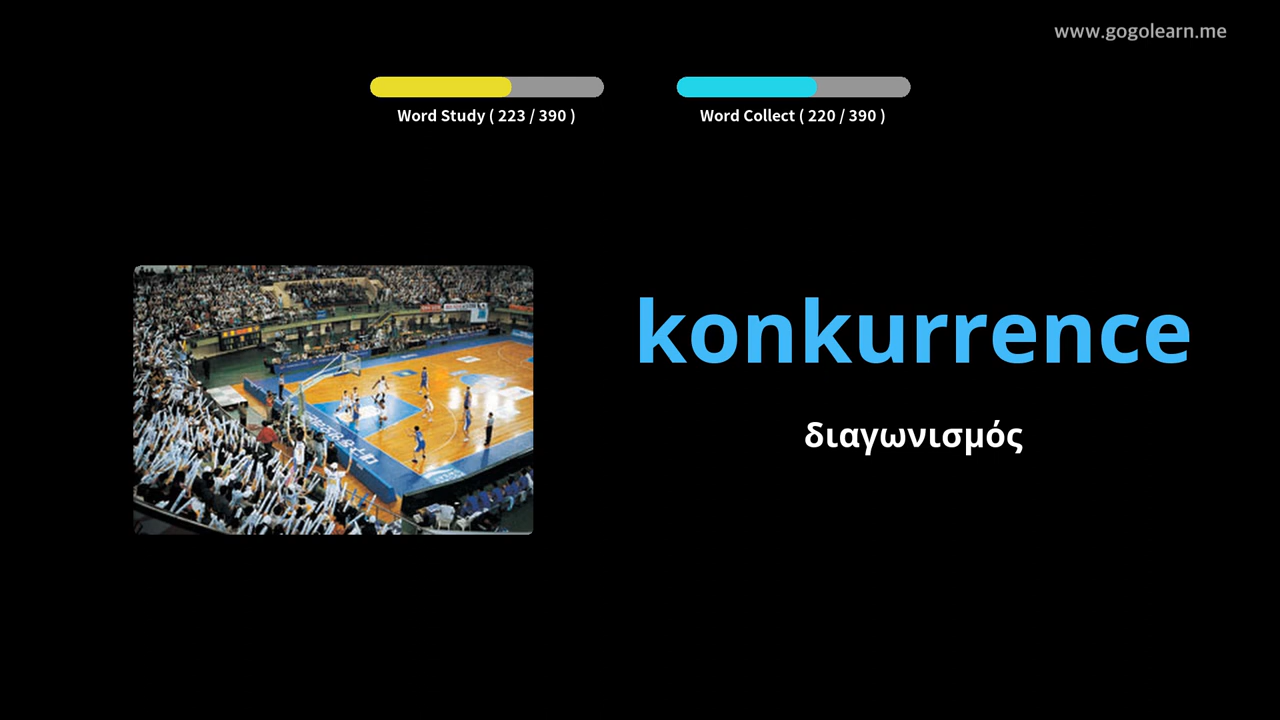 www.gogolearn.me
Word Study ( 223 / 390 )
Word Collect ( 220 / 390 )
konkurrence
διαγωνισμός